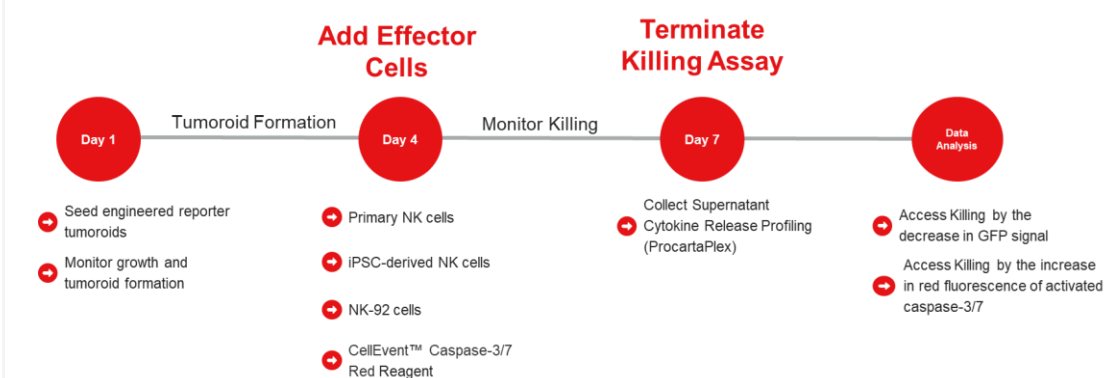 Add Effector
Cells
Terminate
Killing Assay
Day 1
Tumoroid Formation
Day 4
Monitor Killing
Day 7
Data
Analysis
Seed engineered reporter
tumoroids
Monitor growth and
tumoroid formation
Primary NK cells
iPSC-derived NK cells
NK-92 cells
CellEvent™ Caspase-3/7
Red Reagent
Collect Supernatant
Cytokine Release Profiling
(ProcartaPlex)
Access Killing by the
decrease in GFP signal
Access Killing by the increase
in red fluorescence of activated
caspase-3/7